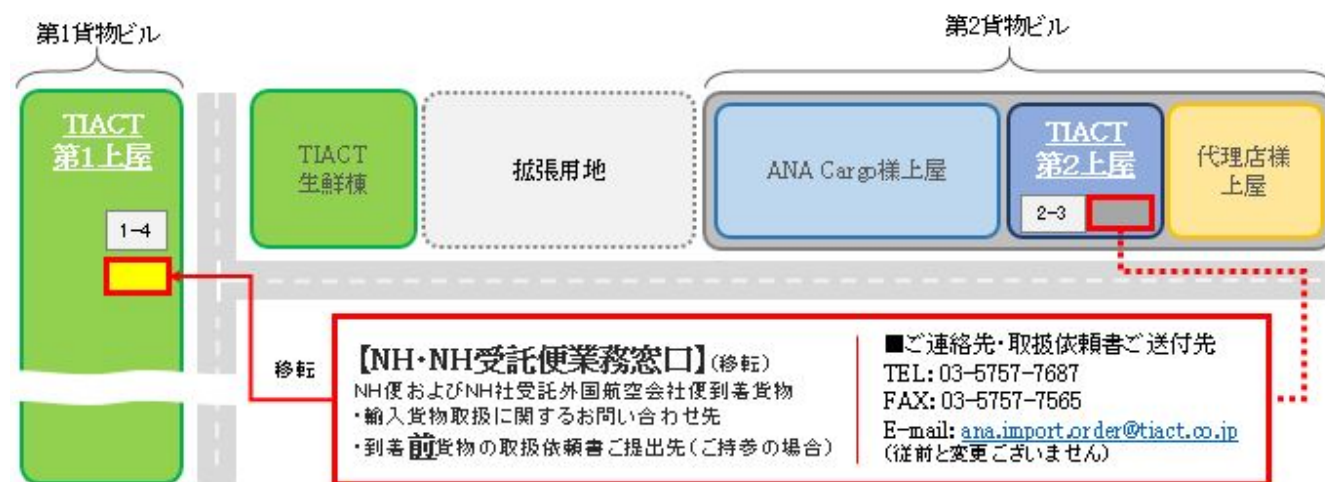 第1貨物ビル
第2貨物ビル
TIACT
第1上屋
1-4
TIACT
生鮮棟
拡張用地
ANA Cargo様上屋
TIACT
第2上屋
2-3
代理店様
上屋
移転
【NH・NH受託便業務窓口】(移転)
NH便およびNH社受託外国航空会社便到着貨物
・輸入貨物取扱に関するお問い合わせ先
・到着前貨物の取扱依頼書ご提出先(ご持参の場合)
■ご連絡先・取扱依頼書ご送付先
TEL: 03-5757-7687
FAX: 03-5757-7565
E-mail: ana.import.order@tiact.co.jp
(従前と変更ございません)